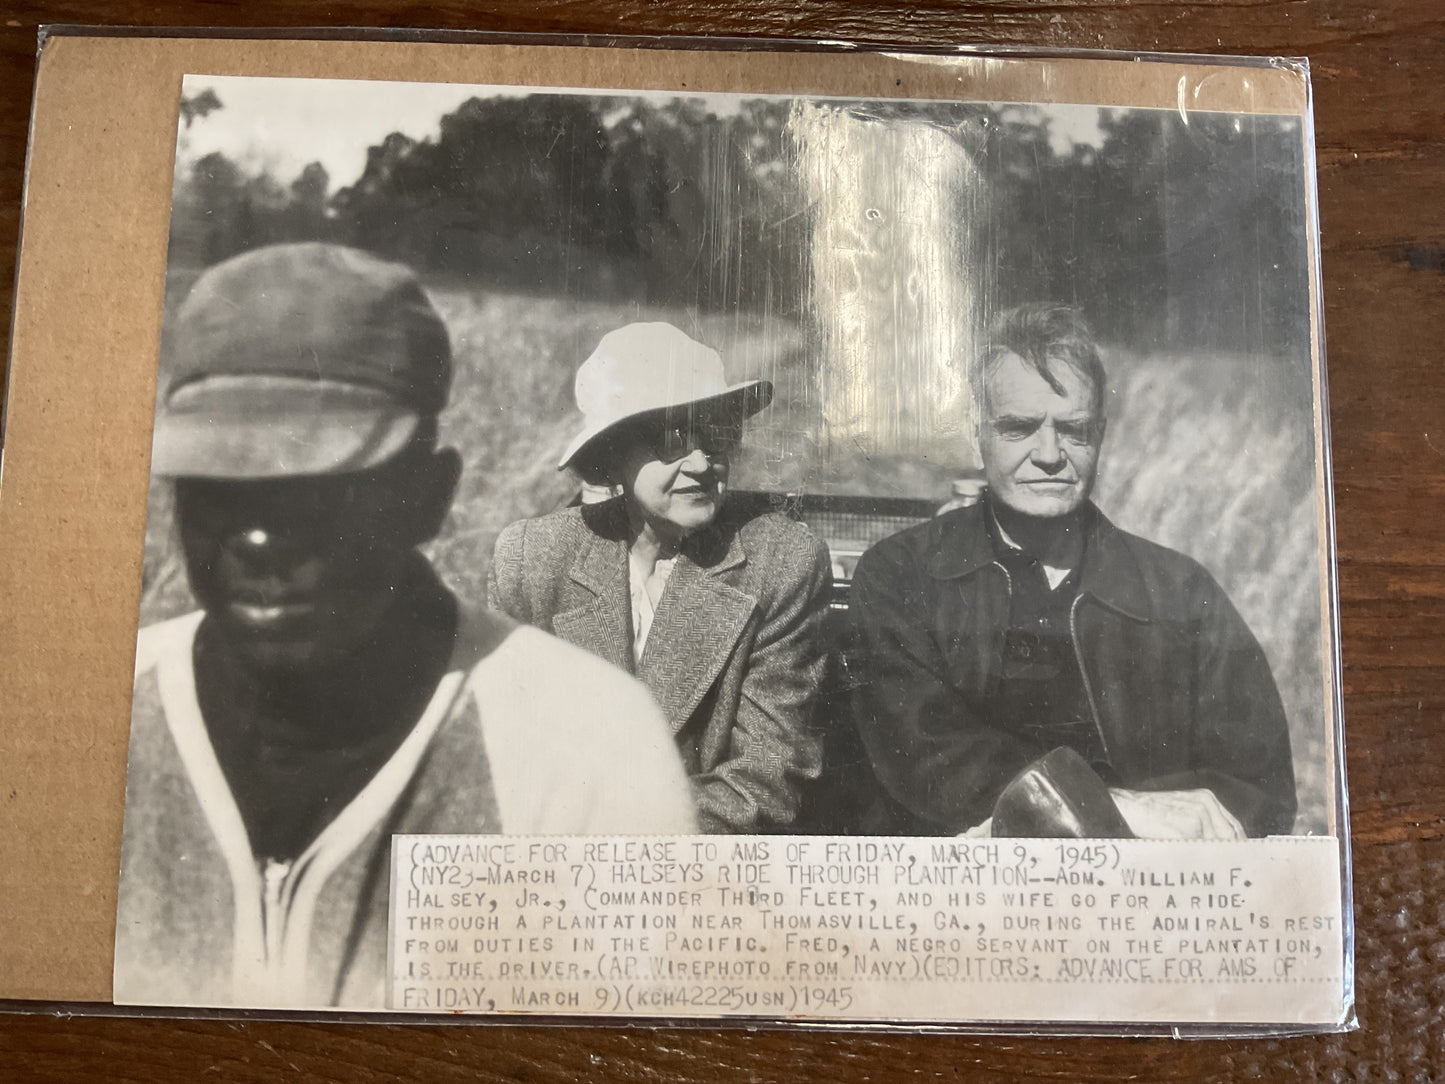 (ADVANCE FOR RELEASE TO AMS OF FRIDAY, MARCH 9, 1945)
(NY23-MARCH 7) HALSEYS RIDE THROUGH PLANTATION--ADM. WILLIAM F.
HALSEY, JR., COMMANDER THIRD FLEET, AND HIS WIFE GO FOR A RIDE
THROUGH A PLANTATION NEAR THOMASVILLE, GA., DURING THE ADMIRAL'S REST
FROM DUTIES IN THE PACIFIC. FRED, A NEGRO SERVANT ON THE PLANTATION,
IS THE DRIVER.(AP WIREPHOTO FROM NAVY)(EDITORS: ADVANCE FOR AMS OF
FRIDAY, MARCH 9)(KCH42225USN)1945